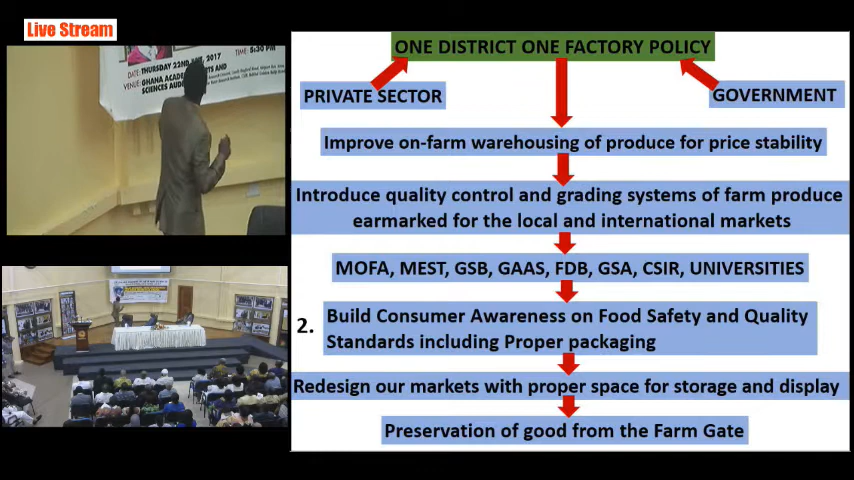 Live Stream
DATE: THURSDAY 22ND
2017
TIME: 5:30 PM
VENUE: GHANA
AND
SCIENCES
ONE DISTRICT ONE FACTORY POLICY
PRIVATE SECTOR
GOVERNMENT
Improve on-farm warehousing of produce for price stability
Introduce quality control and grading systems of farm produce
earmarked for the local and international markets
MOFA, MEST, GSB, GAAS, FDB, GSA, CSIR, UNIVERSITIES
2. Build Consumer Awareness on Food Safety and Quality
Standards including Proper packaging
Redesign our markets with proper space for storage and display
Preservation of good from the Farm Gate